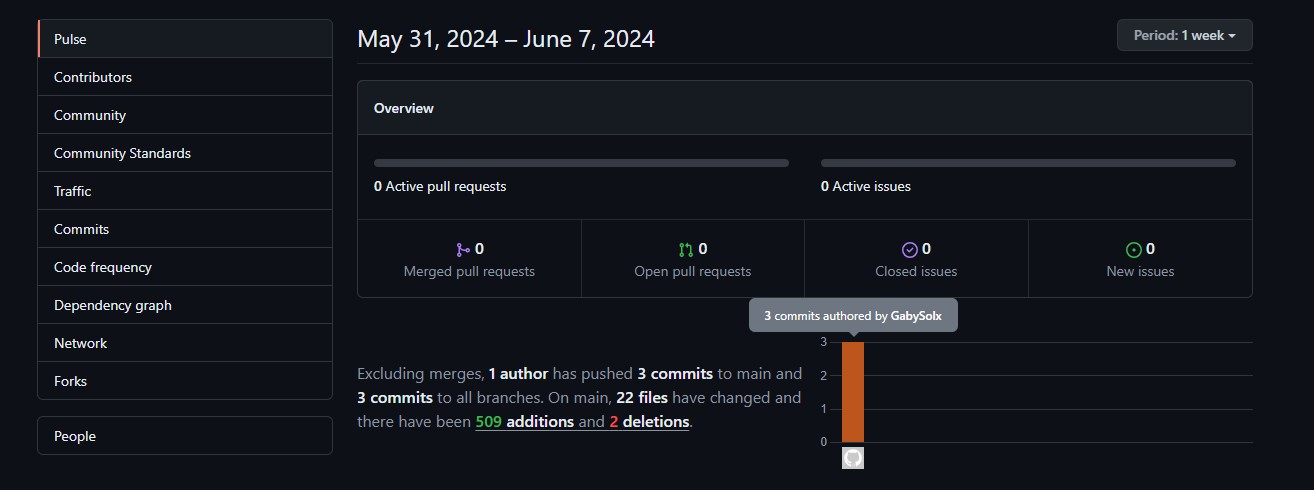 Pulse
Contributors
Community
Community Standards
Traffic
Commits
Code frequency
Dependency graph
Network
Forks
People
May 31, 2024 – June 7, 2024
Period: 1 week
Overview
0 Active pull requests
0 Active issues
0
Merged pull requests
0
Open pull requests
0
Closed issues
0
New issues
Excluding merges, 1 author has pushed 3 commits to main and
3 commits to all branches. On main, 22 files have changed and
there have been 509 additions and 2 deletions.
3 commits authored by GabySolx
3
2
1
0